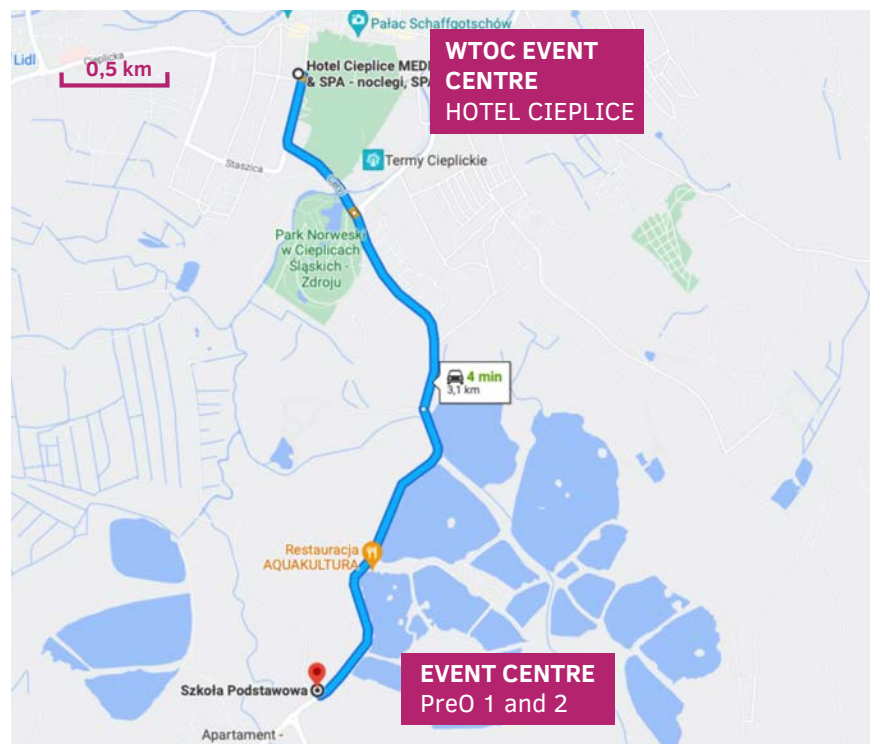 Pałac Schaffgotschów
Lidl
Cieplicka
0,5 km
Hotel Cieplice MEDI
& SPA - noclegi, SPA
WTOC EVENT
CENTRE
HOTEL CIEPLICE
Staszica
Termy Cieplickie
Park Norweski
w Cieplicach
Śląskich -
Zdroju
4 min
3,1 km
Restauracja
AQUAKULTURA
EVENT CENTRE
PreO 1 and 2
Szkoła Podstawowa
Apartament -